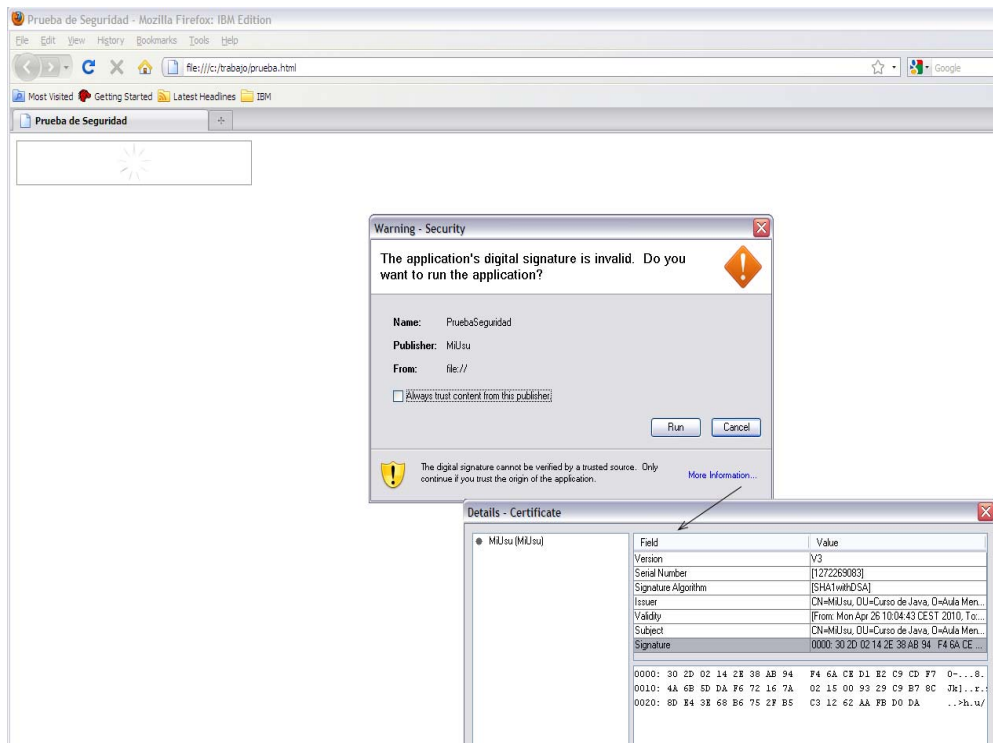 Prueba de Seguridad - Mozilla Firefox: IBM Edition
File Edit View History Bookmarks Tools Help
file:///c:/trabajo/prueba.html
Google
Most Visited Getting Started Latest Headlines IBM
Prueba de Seguridad
Warning - Security
The application's digital signature is invalid. Do you
want to run the application?
Name: PruebaSeguridad
Publisher: MiUsu
From: file://
Always trust content from this publisher.
Run Cancel
The digital signature cannot be verified by a trusted source. Only
continue if you trust the origin of the application.
More Information...
Details - Certificate
MiUsu (MiUsu)
Field Value
Version V3
Serial Number [1272269083]
Signature Algorithm [SHA1withDSA]
Issuer CN=MiUsu, OU=Curso de Java, O=Aula Men...
Validity [From: Mon Apr 26 10:04:43 CEST 2010, To:...
Subject CN=MiUsu, OU=Curso de Java, O=Aula Men...
Signature 0000: 30 2D 02 14 2E 38 AB 94 F4 6A CE ...
0000: 30 2D 02 14 2E 38 AB 94 F4 6A CE D1 E2 C9 CD F7 0-...8.
0010: 4A 6B 5D DA F6 72 16 7A 02 15 00 93 29 C9 B7 8C Jk]..r.
0020: 8D E4 3E 68 B6 75 2F B5 C3 12 62 AA FB D0 DA ..>h.u/